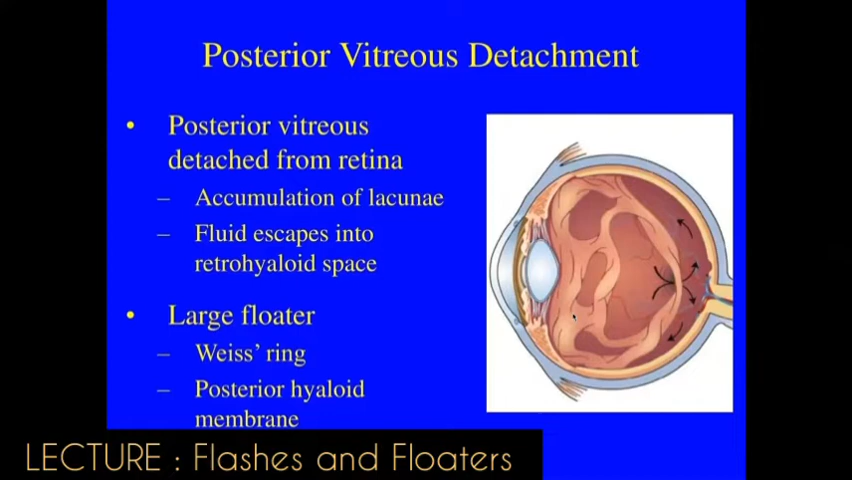 Posterior Vitreous Detachment
• Posterior vitreous
detached from retina
– Accumulation of lacunae
– Fluid escapes into
retrohyaloid space
• Large floater
– Weiss’ ring
– Posterior hyaloid
membrane
LECTURE : Flashes and Floaters